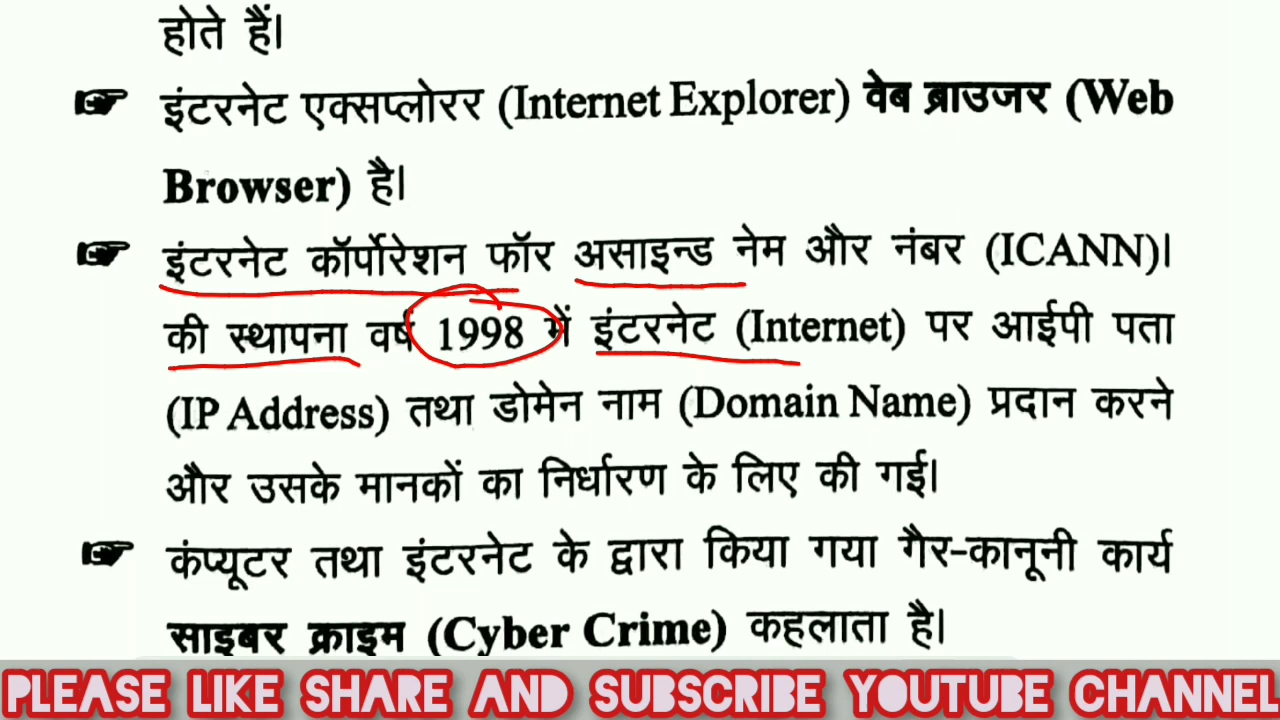 होते हैं।
इंटरनेट एक्सप्लोरर (Internet Explorer) वेब ब्राउजर (Web
Browser) है।
इंटरनेट कॉर्पोरेशन फॉर असाइन्ड नेम और नंबर (ICANN)।
की स्थापना वर्ष 1998 में इंटरनेट (Internet) पर आईपी पता
(IP Address) तथा डोमेन नाम (Domain Name) प्रदान करने
और उसके मानकों का निर्धारण के लिए की गई।
कंप्यूटर तथा इंटरनेट के द्वारा किया गया गैर-कानूनी कार्य
साइबर क्राइम (Cyber Crime) कहलाता है।
PLEASE LIKE SHARE AND SUBSCRIBE YOUTUBE CHANNEL